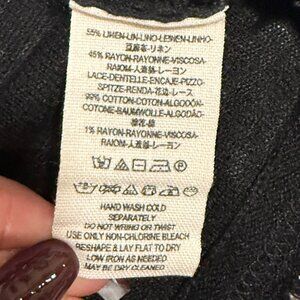 55% LINEN-LIN-LINO-LEINEN-LINHO-
亚麻-リネン
45% RAYON-RAYONNE-VISCOSA-
RAIOM-人造絲-レーヨン
LACE-DENTELLE-ENCAJE-PIZZO-
SPITZE-RENDA-花边-レース
99% COTTON-COTON-ALGODÓN-
COTONE-BAUMWOLLE-ALGODÃO-
棉花-綿
1% RAYON-RAYONNE-VISCOSA-
RAIOM-人造絲-レーヨン
HAND WASH COLD
SEPARATELY
DO NOT WRING OR TWIST
USE ONLY NON-CHLORINE BLEACH
RESHAPE & LAY FLAT TO DRY
LOW IRON AS NEEDED
MAY BE DRY CLEANED